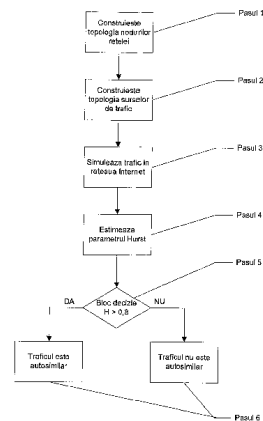 Construieste
topologia nodurilor
retelei
Pasul 1
Construieste
topologia surselor
de trafic
Pasul 2
Simuleaza trafic in
reteaua Internet
Pasul 3
Estimeaza
parametrul Hurst
Pasul 4
Pasul 5
Bloc decizie
H > 0,8
DA
NU
Traficul este
autosimilar
Traficul nu este
autosimilar
Pasul 6